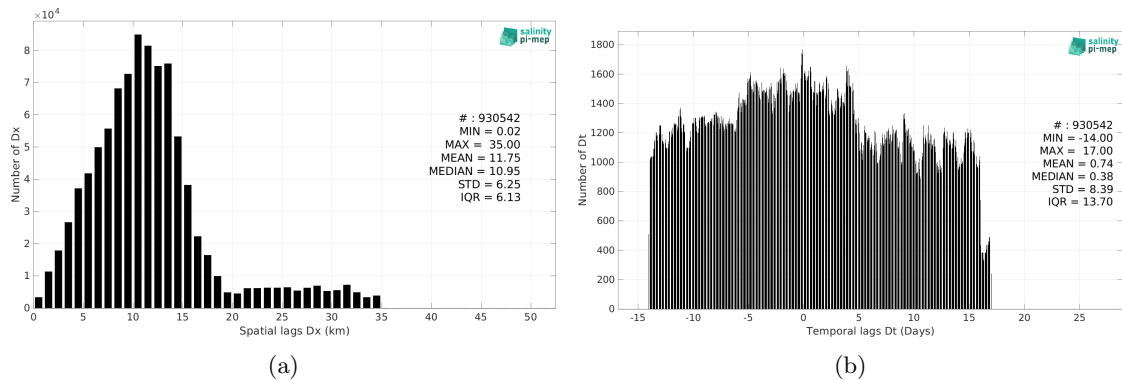 ×10⁴
salinity
pi-mep
8
7
6
5
4
3
2
1
0
Number of Dx
# : 930542
MIN = 0.02
MAX = 35.00
MEAN = 11.75
MEDIAN = 10.95
STD = 6.25
IQR = 6.13
0 5 10 15 20 25 30 35 40 45 50
Spatial lags Dx (km)
(a)
salinity
pi-mep
1800
1600
1400
1200
1000
800
600
400
200
0
Number of Dt
# : 930542
MIN = -14.00
MAX = 17.00
MEAN = 0.74
MEDIAN = 0.38
STD = 8.39
IQR = 13.70
-15 -10 -5 0 5 10 15 20 25
Temporal lags Dt (Days)
(b)